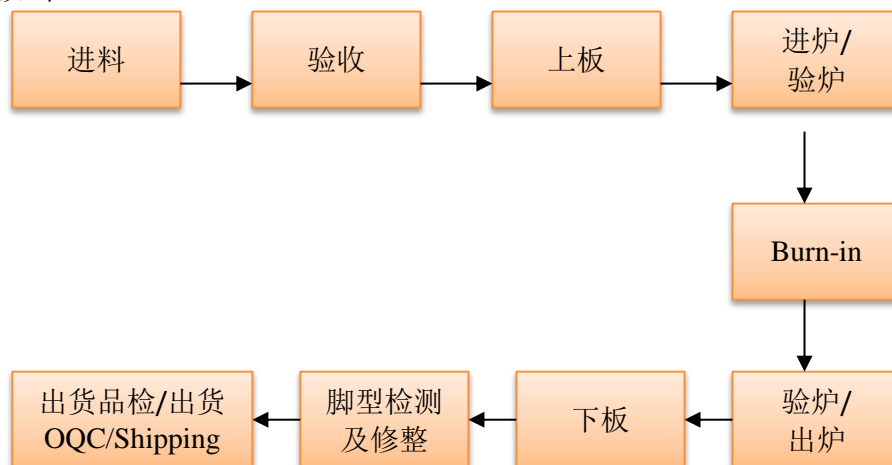 进料
验收
上板
进炉/
验炉
Burn-in
验炉/
出炉
下板
脚型检测
及修整
出货品检/出货
OQC/Shipping